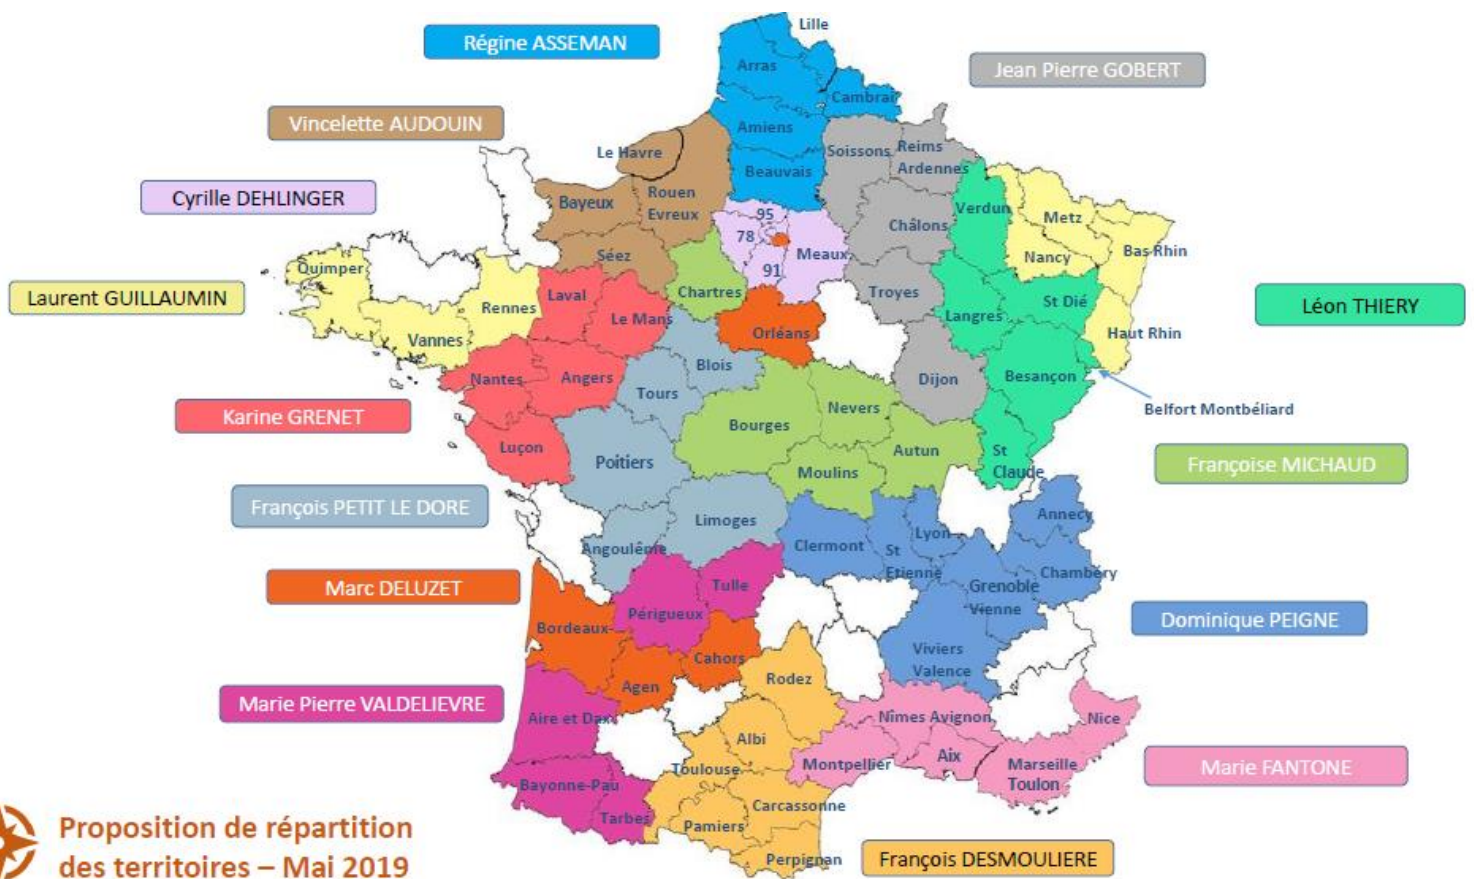 Lille
Régine ASSEMAN
Arras
Jean Pierre GOBERT
Cambrai
Vincelette AUDOUIN
Amiens
Le Havre
Soissons
Reims
Ardennes
Beauvais
Cyrille DEHLINGER
Bayeux
Rouen
Evreux
95
78
91
Meaux
Châlons
Verdun
Metz
Nancy
Bas Rhin
Séez
Quimper
Laurent GUILLAUMIN
Rennes
Vannes
Laval
Le Mans
Chartres
Orléans
Troyes
Langres
St Dié
Haut Rhin
Léon THIERY
Blois
Tours
Nantes
Angers
Dijon
Besançon
Belfort Montbéliard
Karine GRENET
Luçon
Poitiers
Bourges
Nevers
Autun
Moulins
St
Claude
Françoise MICHAUD
François PETIT LE DORE
Limoges
Angoulême
Clermont
St
Etienne
Lyon
Annecy
Chambéry
Grenoble
Vienne
Marc DELUZET
Tulle
Périgueux
Dominique PEIGNE
Bordeaux-
Cahors
Agen
Rodez
Viviers
Valence
Marie Pierre VALDELIEVRE
Aire et Dax
Albi
Nîmes Avignon
Nice
Toulouse
Montpellier
Aix
Marseille
Toulon
Marie FANTONE
Bayonne-Pau
Tarbes
Carcassonne
Pamiers
Perpignan
François DESMOULIERE
Proposition de répartition
des territoires – Mai 2019